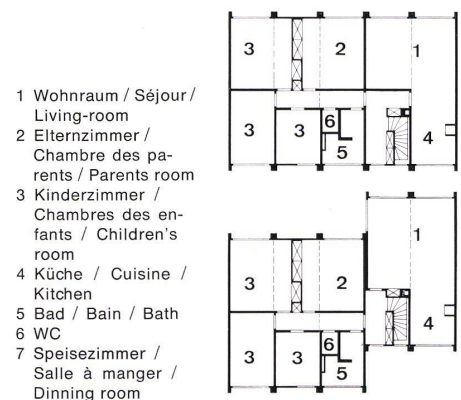 1 Wohnraum / Séjour /
Living-room
2 Elternzimmer /
Chambre des pa-
rents / Parents room
3 Kinderzimmer /
Chambres des en-
fants / Children's
room
4 Küche / Cuisine /
Kitchen
5 Bad / Bain / Bath
6 WC
7 Speisezimmer /
Salle à manger /
Dinning room
3 2 1
3 3 6 5 4
3 2 1
3 3 6 5 4